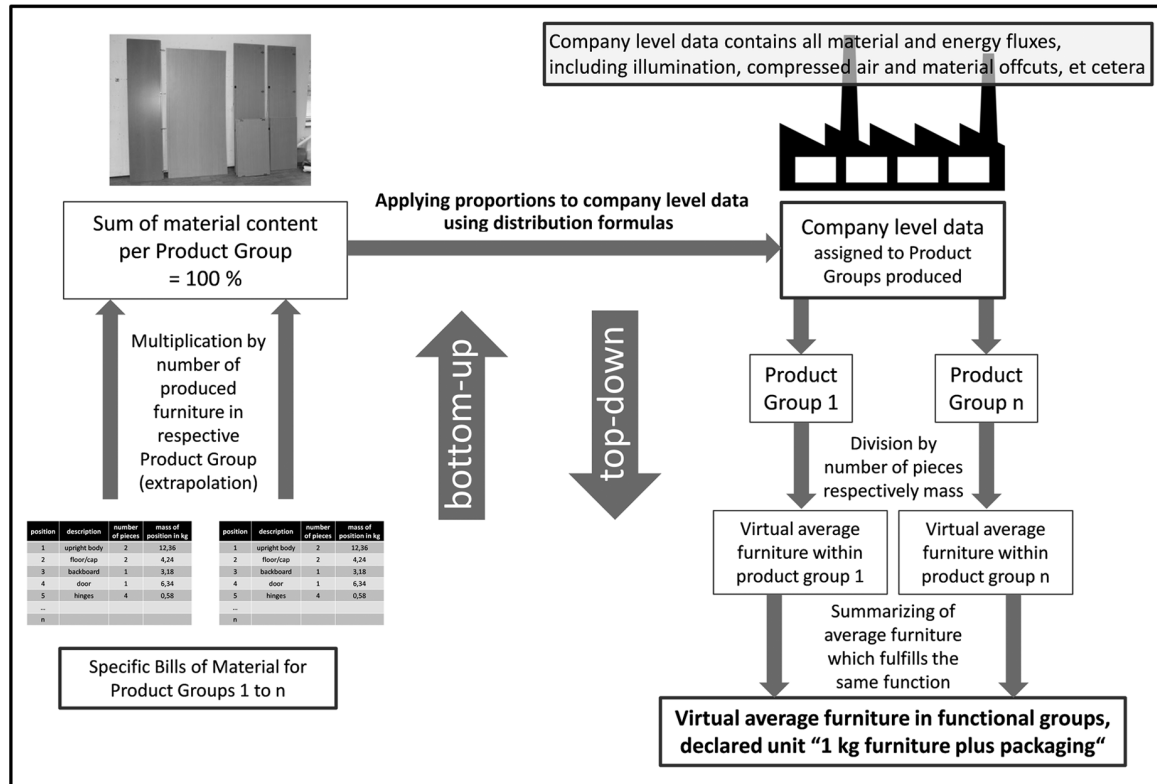 Company level data contains all material and energy fluxes,
including illumination, compressed air and material offcuts, et cetera
Sum of material content
per Product Group
= 100 %
Applying proportions to company level data
using distribution formulas
Company level data
assigned to Product
Groups produced
Multiplication by
number of
produced
furniture in
respective
Product Group
(extrapolation)
bottom-up
top-down
Product
Group 1
Product
Group n
Division by
number of pieces
respectively mass
position description number of pieces mass of position in kg
1 upright body 2 12,36
2 floor/cap 2 4,24
3 backboard 1 3,18
4 door 1 6,34
5 hinges 4 0,58
...
n
position description number of pieces mass of position in kg
1 upright body 2 12,36
2 floor/cap 2 4,24
3 backboard 1 3,18
4 door 1 6,34
5 hinges 4 0,58
...
n
Specific Bills of Material for
Product Groups 1 to n
Virtual average
furniture within
product group 1
Virtual average
furniture within
product group n
Summarizing of
average furniture
which fulfills the
same function
Virtual average furniture in functional groups,
declared unit “1 kg furniture plus packaging“